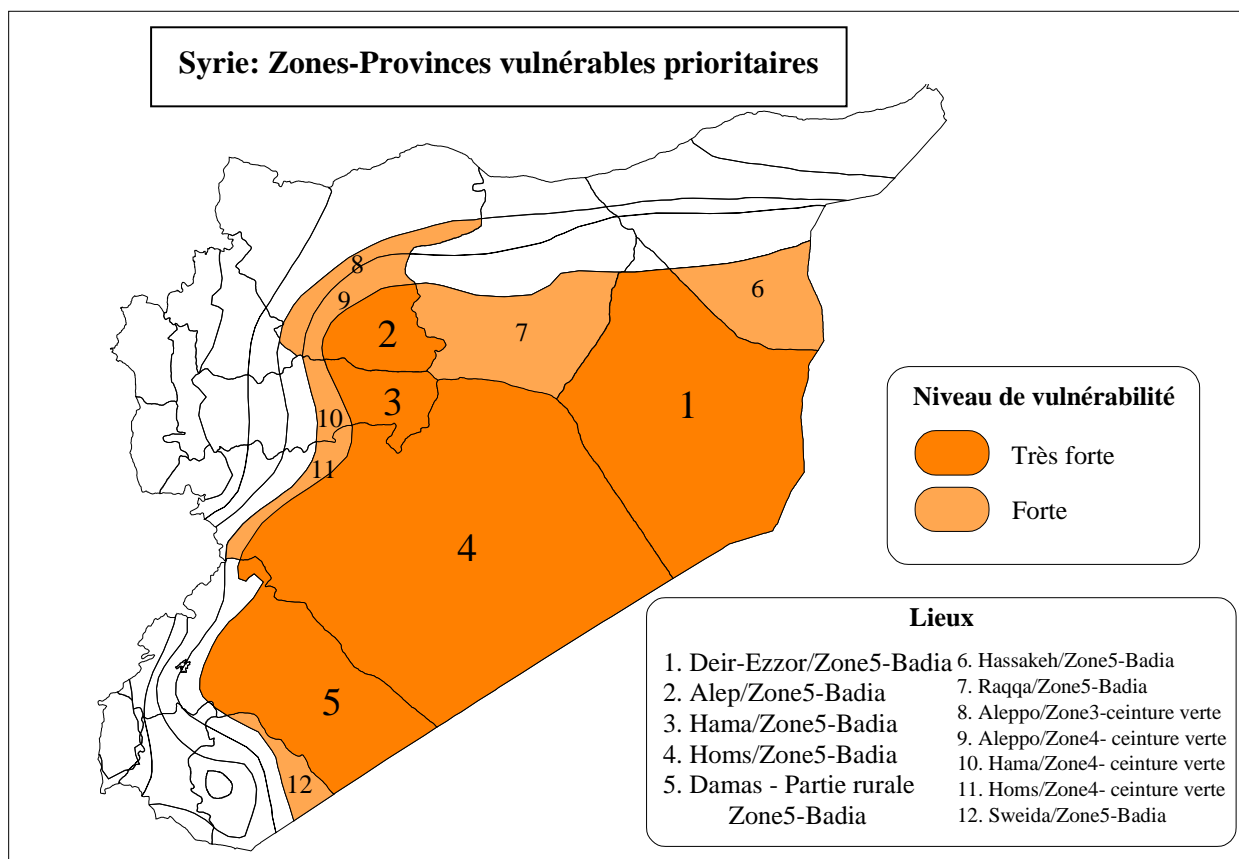 Syrie: Zones-Provinces vulnérables prioritaires
8
9
2
7
6
3
1
10
11
4
5
12
Niveau de vulnérabilité
Très forte
Forte
Lieux
1. Deir-Ezzor/Zone5-Badia
2. Alep/Zone5-Badia
3. Hama/Zone5-Badia
4. Homs/Zone5-Badia
5. Damas - Partie rurale
Zone5-Badia
6. Hassakeh/Zone5-Badia
7. Raqqa/Zone5-Badia
8. Aleppo/Zone3-ceinture verte
9. Aleppo/Zone4- ceinture verte
10. Hama/Zone4- ceinture verte
11. Homs/Zone4- ceinture verte
12. Sweida/Zone5-Badia